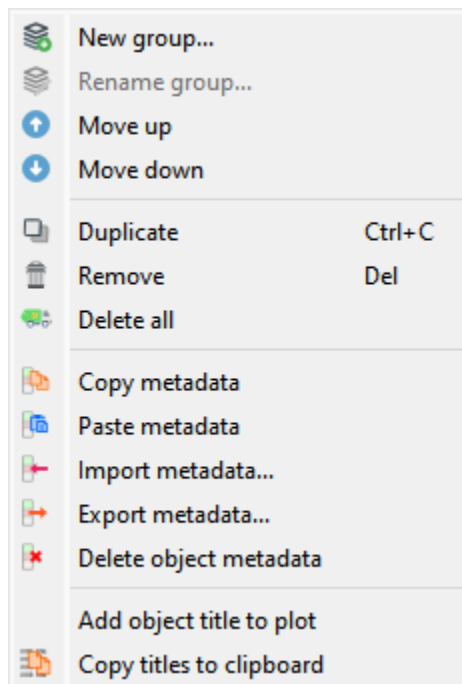 New group...
Rename group...
Move up
Move down
Duplicate Ctrl+C
Remove Del
Delete all
Copy metadata
Paste metadata
Import metadata...
Export metadata...
Delete object metadata
Add object title to plot
Copy titles to clipboard